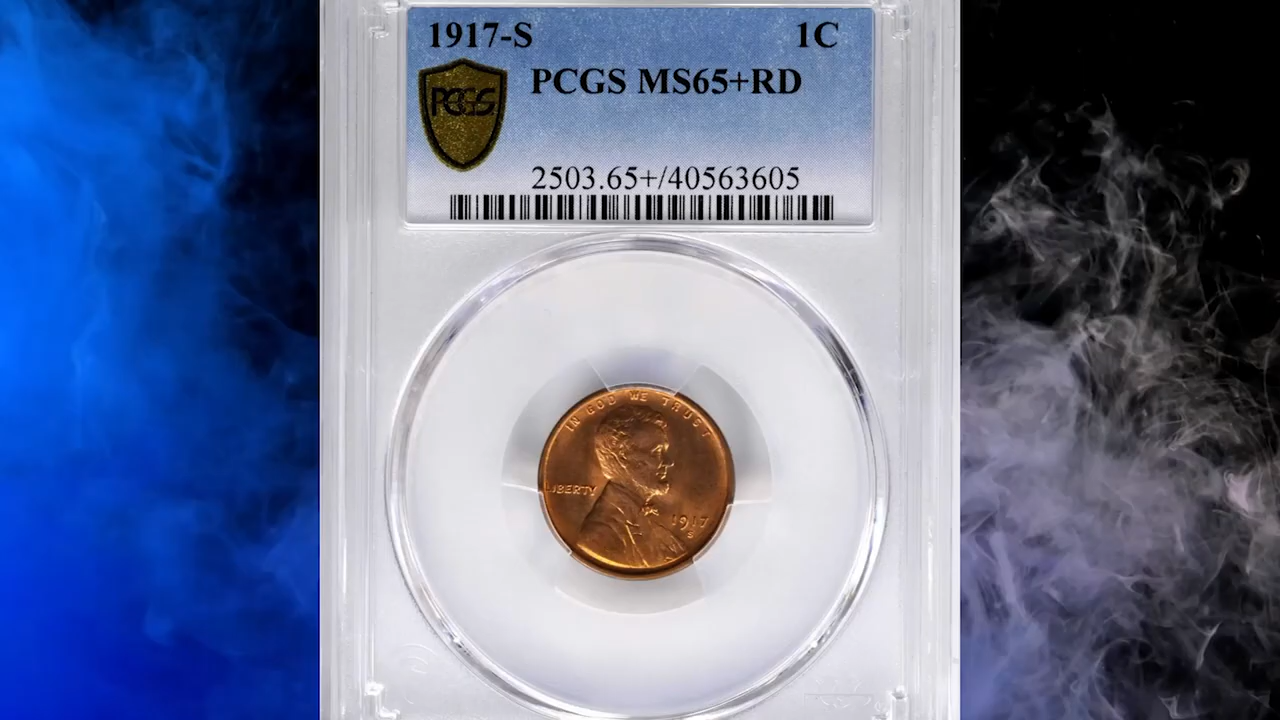 1917-S 1C
PCGS MS65+RD
PCGS
2503.65+/40563605
IN GOD WE TRUST
LIBERTY
1917
S